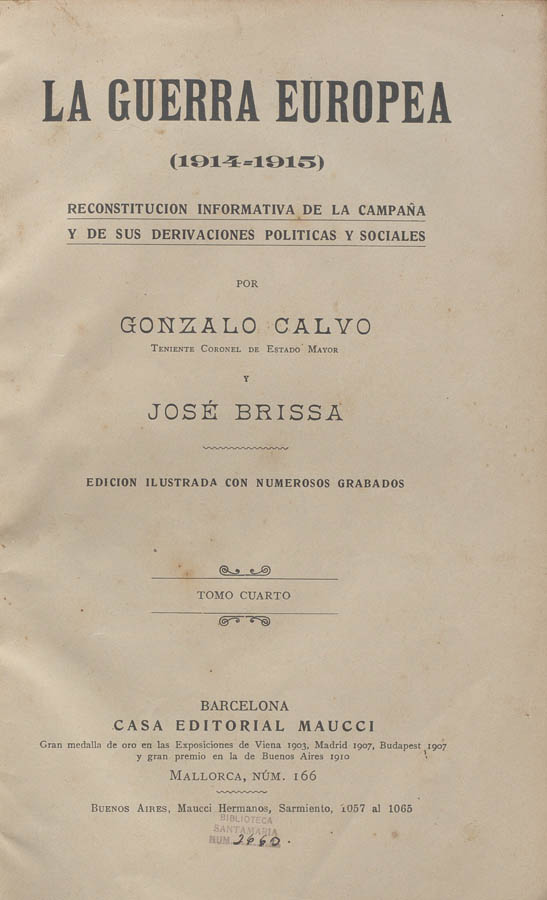 LA GUERRA EUROPEA
(1914=1915)
RECONSTITUCION INFORMATIVA DE LA CAMPAÑA
Y DE SUS DERIVACIONES POLITICAS Y SOCIALES
POR
GONZALO CALVO
TENIENTE CORONEL DE ESTADO MAYOR
Y
JOSÉ BRISSA
EDICION ILUSTRADA CON NUMEROSOS GRABADOS
TOMO CUARTO
BARCELONA
CASA EDITORIAL MAUCCI
Gran medalla de oro en las Exposiciones de Viena 1903, Madrid 1907, Budapest 1907
y gran premio en la de Buenos Aires 1910
MALLORCA, NÚM. 166
BUENOS AIRES, Maucci Hermanos, Sarmiento, 1057 al 1065
BIBLIOTECA
SANTAMARIA
NUM. 2660.